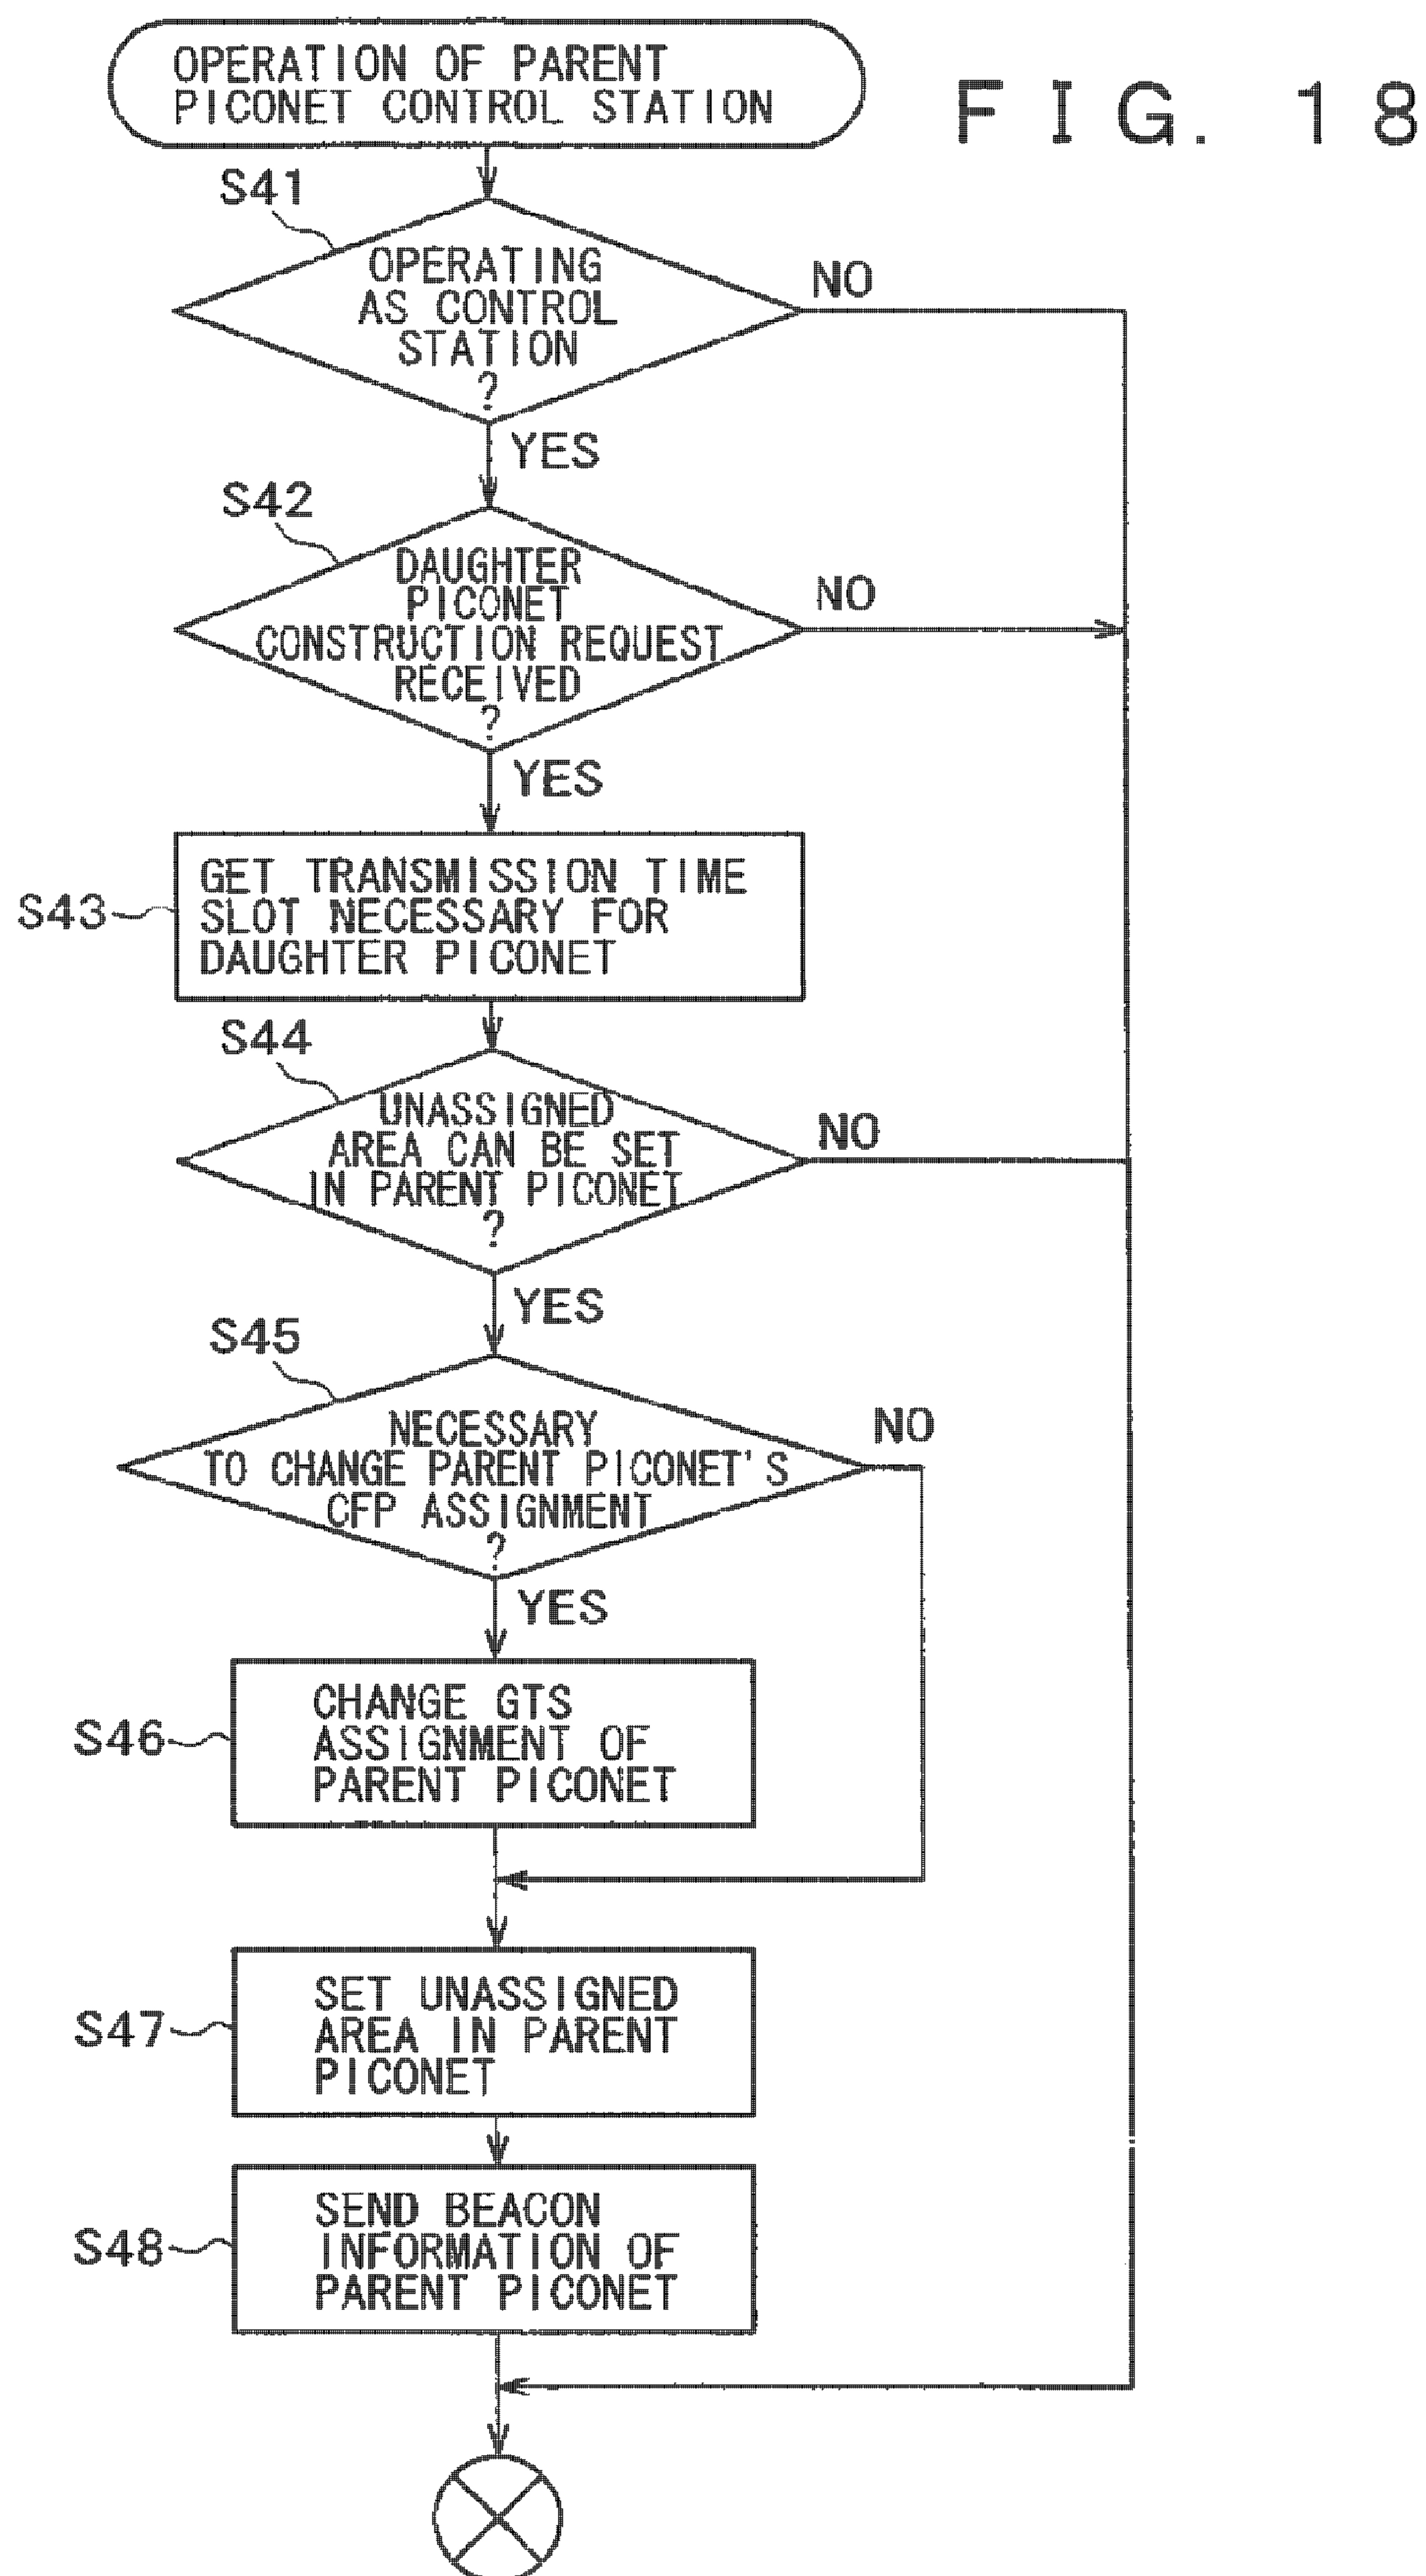 OPERATION OF PARENT
PICONET CONTROL STATION
FIG. 18
S41
OPERATING
AS CONTROL
STATION
?
NO
YES
S42
DAUGHTER
PICONET
CONSTRUCTION REQUEST
RECEIVED
?
NO
YES
S43
GET TRANSMISSION TIME
SLOT NECESSARY FOR
DAUGHTER PICONET
S44
UNASSIGNED
AREA CAN BE SET
IN PARENT PICONET
?
NO
YES
S45
NECESSARY
TO CHANGE PARENT PICONET'S
CFP ASSIGNMENT
?
NO
YES
S46
CHANGE GTS
ASSIGNMENT OF
PARENT PICONET
S47
SET UNASSIGNED
AREA IN PARENT
PICONET
S48
SEND BEACON
INFORMATION OF
PARENT PICONET